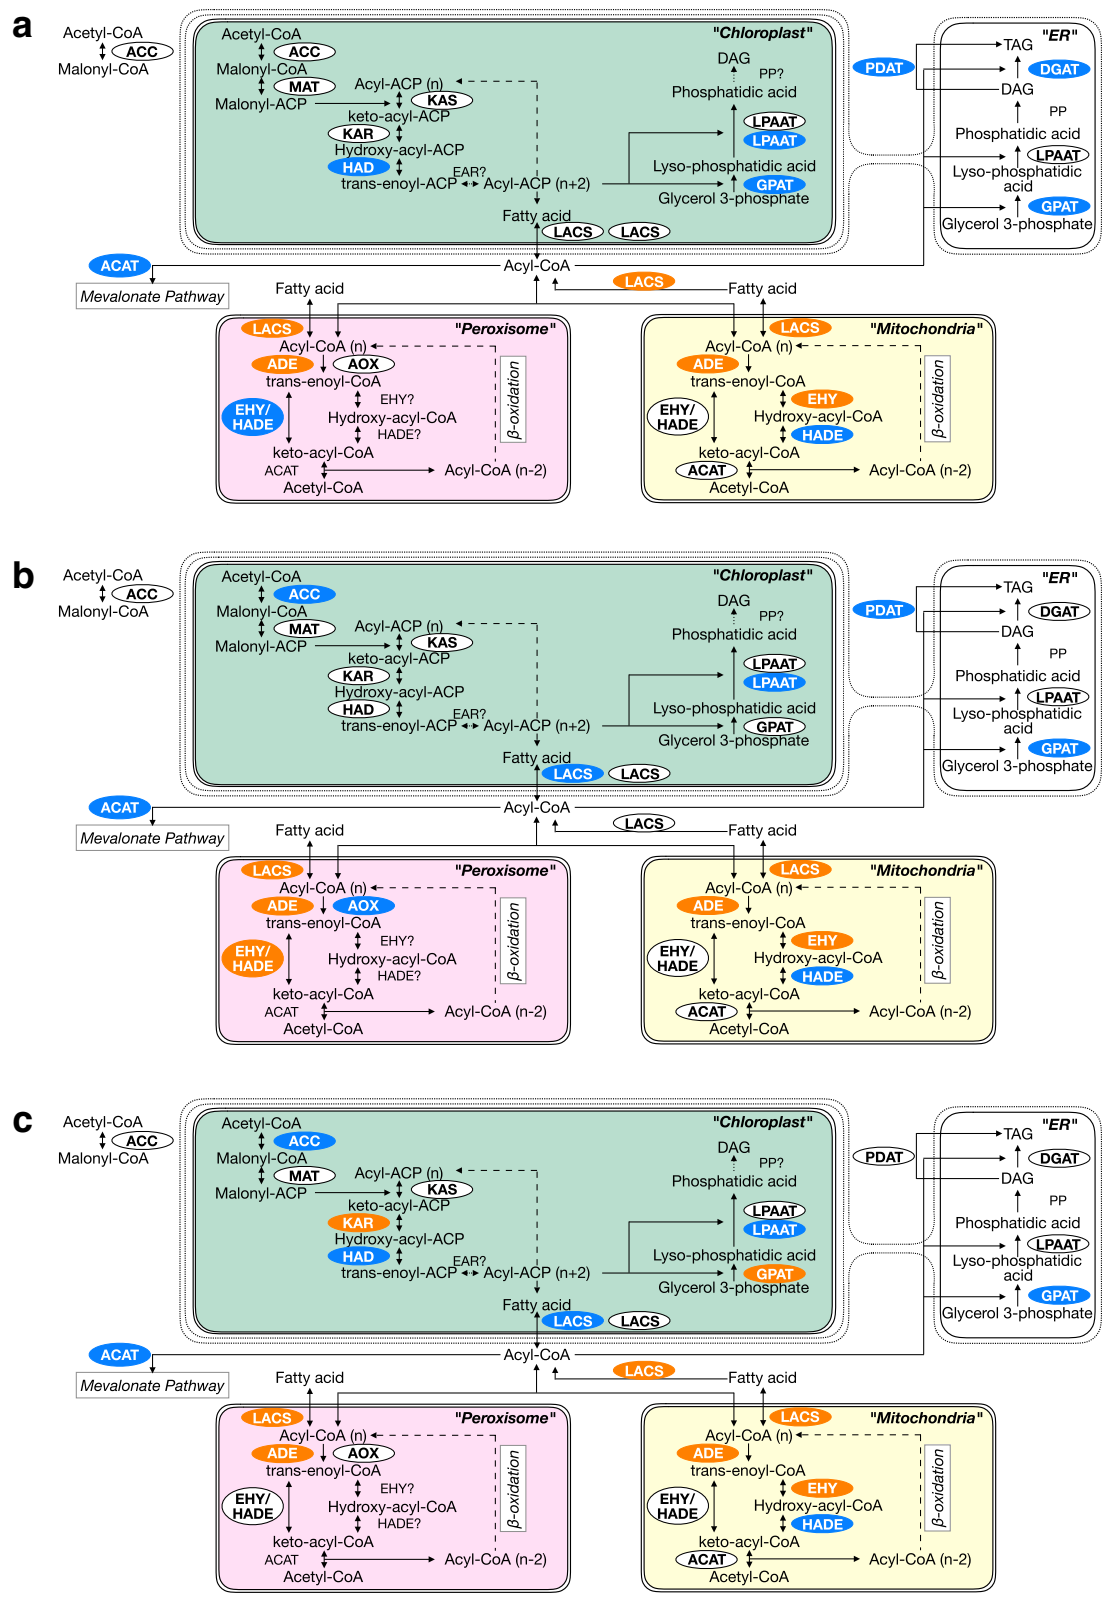 a
Acetyl-CoA
ACC
Malonyl-CoA
"Chloroplast"
Acetyl-CoA
ACC
Malonyl-CoA
MAT
Malonyl-ACP
Acyl-ACP (n)
KAS
keto-acyl-ACP
KAR
Hydroxy-acyl-ACP
HAD
trans-enoyl-ACP
EAR?
Acyl-ACP (n+2)
Fatty acid
LACS
LACS
DAG
PP?
Phosphatidic acid
LPAAT
LPAAT
Lyso-phosphatidic acid
GPAT
Glycerol 3-phosphate
PDAT
"ER"
TAG
DGAT
DAG
PP
Phosphatidic acid
LPAAT
Lyso-phosphatidic
acid
GPAT
Glycerol 3-phosphate
ACAT
Mevalonate Pathway
Acyl-CoA
LACS
Fatty acid
Fatty acid
"Peroxisome"
LACS
Acyl-CoA (n)
ADE
AOX
trans-enoyl-CoA
EHY/
HADE
EHY?
Hydroxy-acyl-CoA
HADE?
keto-acyl-CoA
ACAT
Acyl-CoA (n-2)
Acetyl-CoA
β-oxidation
"Mitochondria"
LACS
Acyl-CoA (n)
ADE
trans-enoyl-CoA
EHY/
HADE
EHY
Hydroxy-acyl-CoA
HADE
keto-acyl-CoA
ACAT
Acyl-CoA (n-2)
Acetyl-CoA
β-oxidation
b
Acetyl-CoA
ACC
Malonyl-CoA
"Chloroplast"
Acetyl-CoA
ACC
Malonyl-CoA
MAT
Malonyl-ACP
Acyl-ACP (n)
KAS
keto-acyl-ACP
KAR
Hydroxy-acyl-ACP
HAD
trans-enoyl-ACP
EAR?
Acyl-ACP (n+2)
Fatty acid
LACS
LACS
DAG
PP?
Phosphatidic acid
LPAAT
LPAAT
Lyso-phosphatidic acid
GPAT
Glycerol 3-phosphate
PDAT
"ER"
TAG
DGAT
DAG
PP
Phosphatidic acid
LPAAT
Lyso-phosphatidic
acid
GPAT
Glycerol 3-phosphate
ACAT
Mevalonate Pathway
Acyl-CoA
LACS
Fatty acid
Fatty acid
"Peroxisome"
LACS
Acyl-CoA (n)
ADE
AOX
trans-enoyl-CoA
EHY/
HADE
EHY?
Hydroxy-acyl-CoA
HADE?
keto-acyl-CoA
ACAT
Acyl-CoA (n-2)
Acetyl-CoA
β-oxidation
"Mitochondria"
LACS
Acyl-CoA (n)
ADE
trans-enoyl-CoA
EHY/
HADE
EHY
Hydroxy-acyl-CoA
HADE
keto-acyl-CoA
ACAT
Acyl-CoA (n-2)
Acetyl-CoA
β-oxidation
c
Acetyl-CoA
ACC
Malonyl-CoA
"Chloroplast"
Acetyl-CoA
ACC
Malonyl-CoA
MAT
Malonyl-ACP
Acyl-ACP (n)
KAS
keto-acyl-ACP
KAR
Hydroxy-acyl-ACP
HAD
trans-enoyl-ACP
EAR?
Acyl-ACP (n+2)
Fatty acid
LACS
LACS
DAG
PP?
Phosphatidic acid
LPAAT
LPAAT
Lyso-phosphatidic acid
GPAT
Glycerol 3-phosphate
PDAT
"ER"
TAG
DGAT
DAG
PP
Phosphatidic acid
LPAAT
Lyso-phosphatidic
acid
GPAT
Glycerol 3-phosphate
ACAT
Mevalonate Pathway
Acyl-CoA
LACS
Fatty acid
Fatty acid
"Peroxisome"
LACS
Acyl-CoA (n)
ADE
AOX
trans-enoyl-CoA
EHY/
HADE
EHY?
Hydroxy-acyl-CoA
HADE?
keto-acyl-CoA
ACAT
Acyl-CoA (n-2)
Acetyl-CoA
β-oxidation
"Mitochondria"
LACS
Acyl-CoA (n)
ADE
trans-enoyl-CoA
EHY/
HADE
EHY
Hydroxy-acyl-CoA
HADE
keto-acyl-CoA
ACAT
Acyl-CoA (n-2)
Acetyl-CoA
β-oxidation